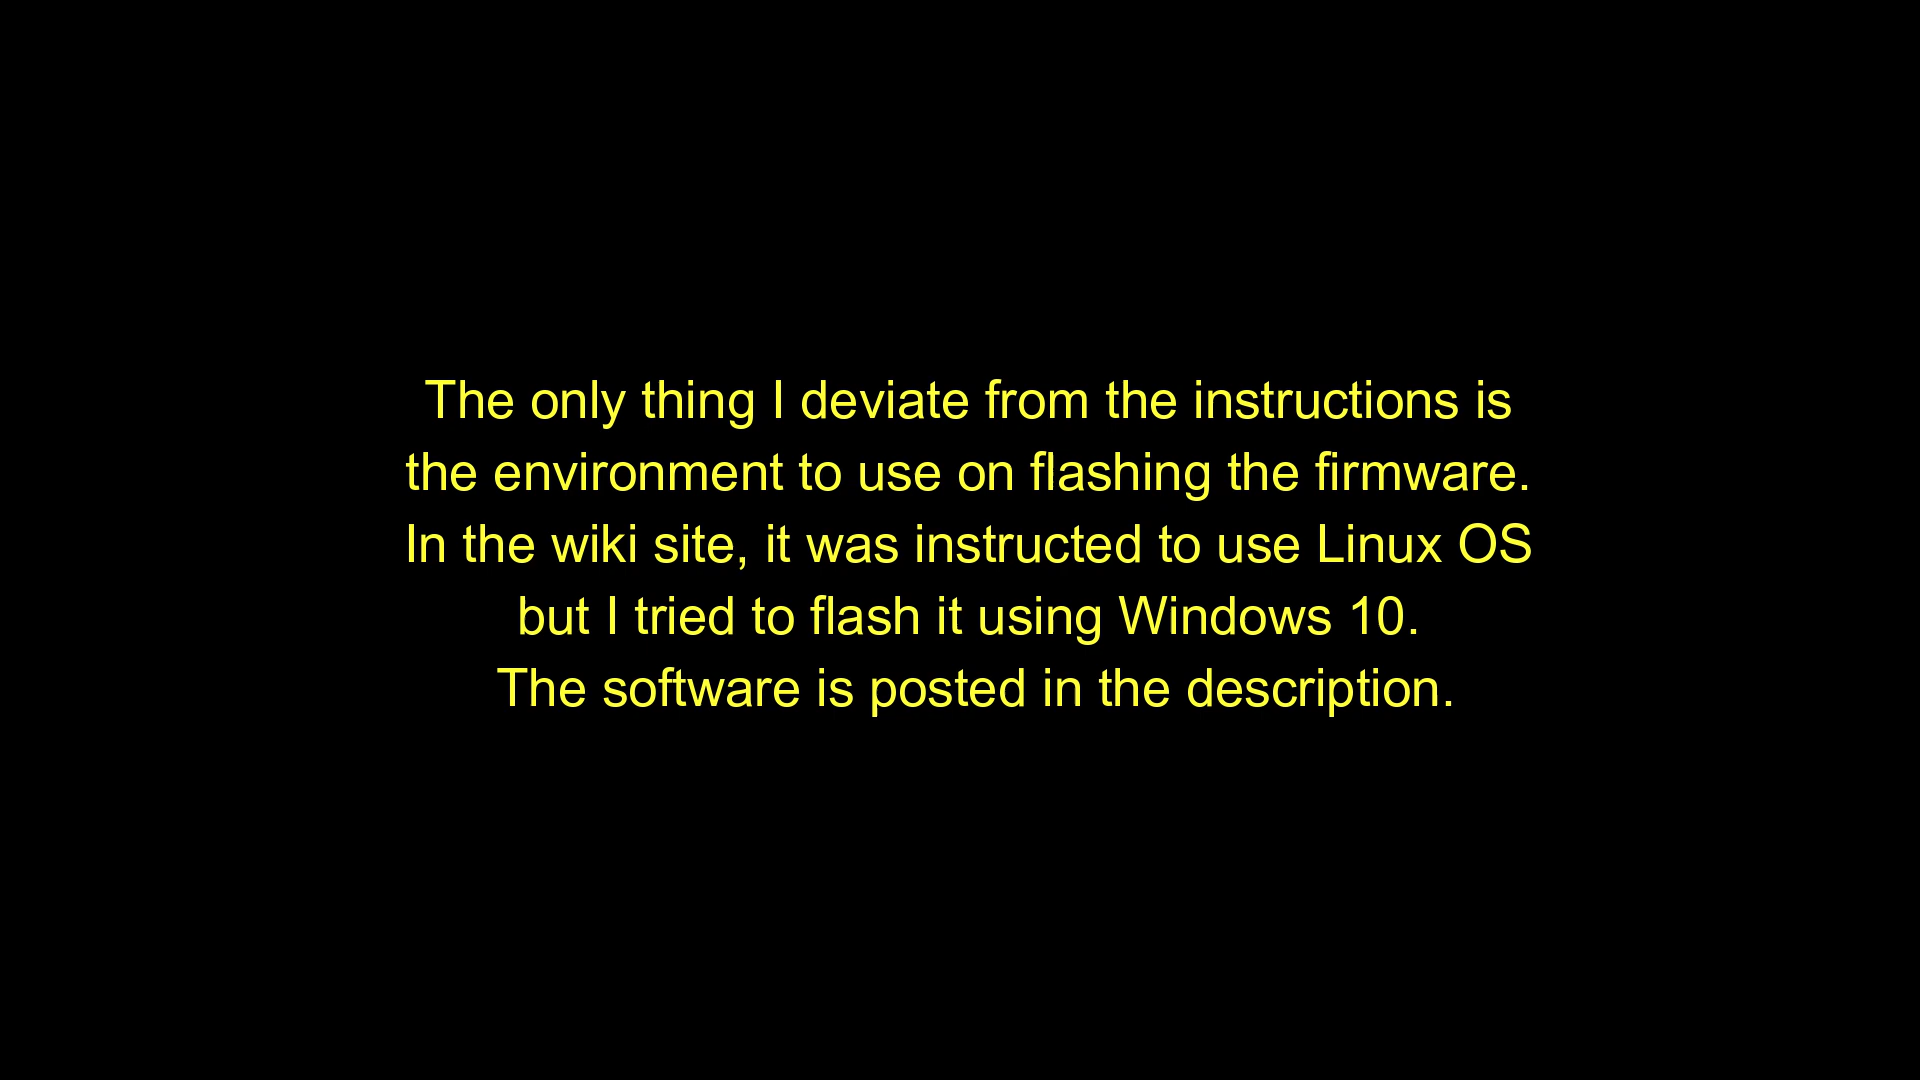 The only thing I deviate from the instructions is
the environment to use on flashing the firmware.
In the wiki site, it was instructed to use Linux OS
but I tried to flash it using Windows 10.
The software is posted in the description.